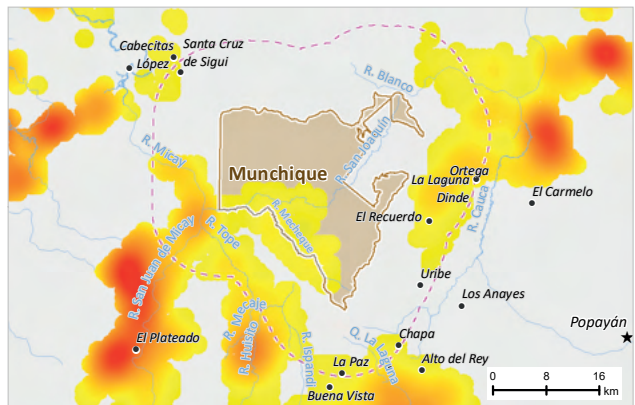 Cabecitas
Santa Cruz
López
de Sigui
R. Blanco
R. Micay
R. San Joaquín
Munchique
Ortega
La Laguna
Dinde
El Carmelo
R. Cauca
El Recuerdo
R. Mechique
R. Tope
R. San Juan de Micay
Uribe
Los Anayes
R. Mecaje
R. Huisito
Popayán
El Plateado
R. Ispandi
Q. La Laguna
Chapa
La Paz
Alto del Rey
Buena Vista
0 8 16
km